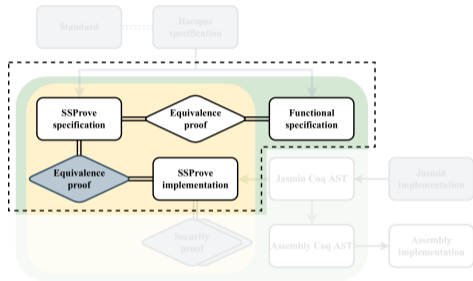 Standard
Hacspec
specification
SSProve
specification
Equivalence
proof
Functional
specification
Equivalence
proof
SSProve
implementation
Jasmin Coq AST
Jasmin
implementation
Security
proof
Assembly Coq AST
Assembly
implementation